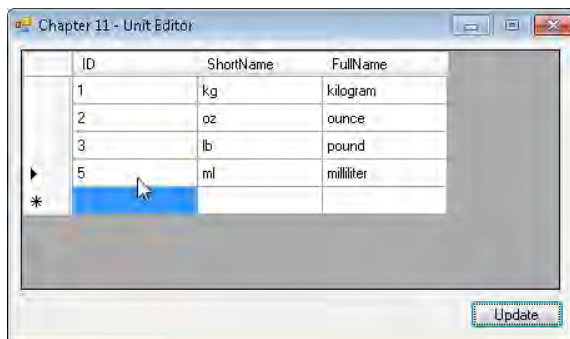 Chapter 11 - Unit Editor
ID ShortName FullName
1 kg kilogram
2 oz ounce
3 lb pound
5 ml milliliter
Update